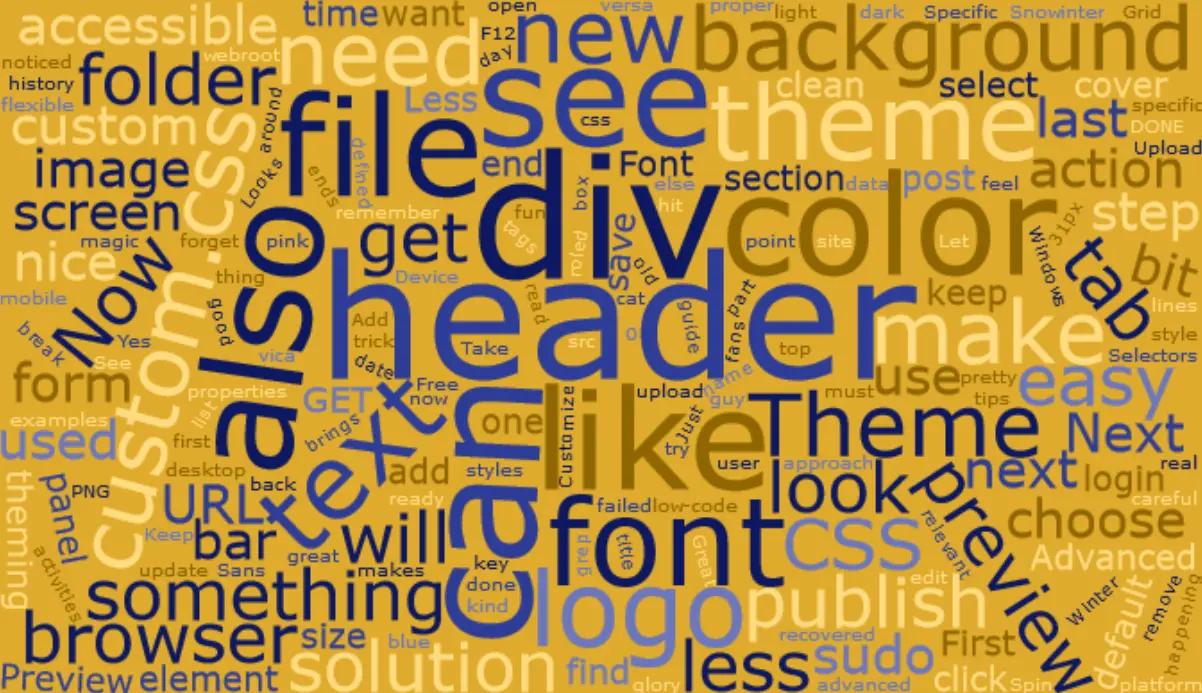 accessible
time
want
open
versa
proper
light
dark
Specific
Snowinter
Grid
noticed
webroot
need
F12
day
new
background
history
folder
flexible
around
Less
see
clean
select
cover
specific
custom
file
css
theme
last
DONE
Upload
image
Looks
ends
defined
end
div
Font
section
data
post
feel
action
screen
custom.css
also
remember
fun
tags
box
else
hit
color
step
magic
forget
pink
get
roled
save
old
point
site
Let
31px
Windows
tab
bit
nice
Now
thing
Device
read
cat
guide
part
keep
mobile
header
lines
break
Yes
good
Add
trick
Take
src
fans
top
make
style
See
vica
date
Selectors
form
properties
list
GET
Free
now
upload
name
guy
must
use
pretty
tips
easy
examples
used
first
brings
text
can
one
Customize
like
Just
try
Theme
Next
theming
panel
PNG
desktop
back
add
styles
user
approach
look
next
login
real
URL
ready
failed
low-code
preview
careful
Keep
bar
will
font
CSS
choose
relevant
activities
great
key
grep
title
Great
Advanced
update
Sans
makes
done
kind
edit
something
logo
publish
default
Winter
remove
happening
browser
size
blue
recovered
First
Preview
element
solution
find
glory
less
sudo
advanced
click
Spin
platform